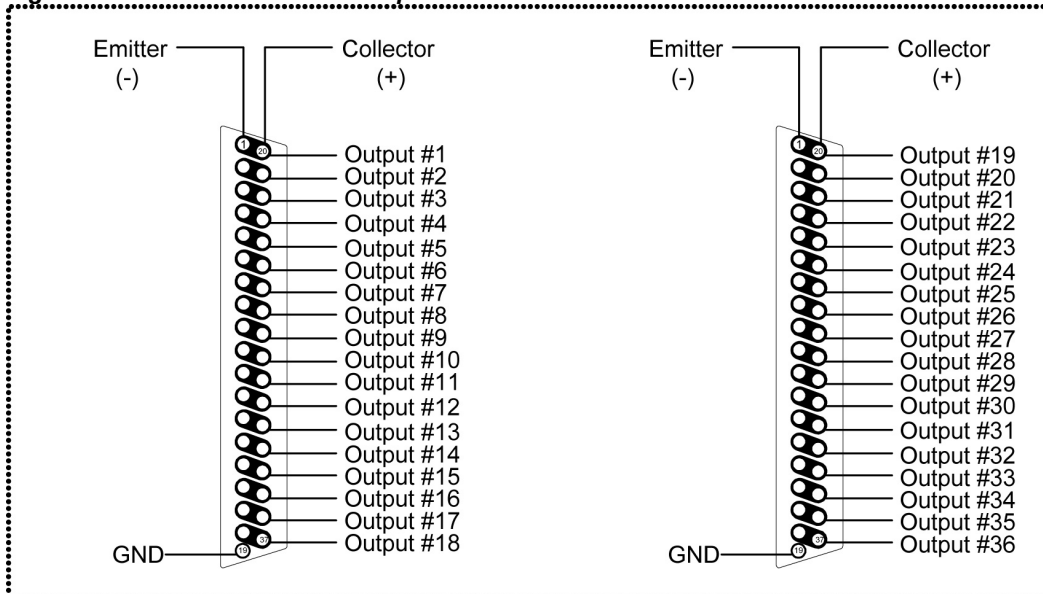 Emitter Collector
(-) (+)
1 20
Output #1
Output #2
Output #3
Output #4
Output #5
Output #6
Output #7
Output #8
Output #9
Output #10
Output #11
Output #12
Output #13
Output #14
Output #15
Output #16
Output #17
37 Output #18
GND 19
Emitter Collector
(-) (+)
1 20
Output #19
Output #20
Output #21
Output #22
Output #23
Output #24
Output #25
Output #26
Output #27
Output #28
Output #29
Output #30
Output #31
Output #32
Output #33
Output #34
Output #35
37 Output #36
GND 19